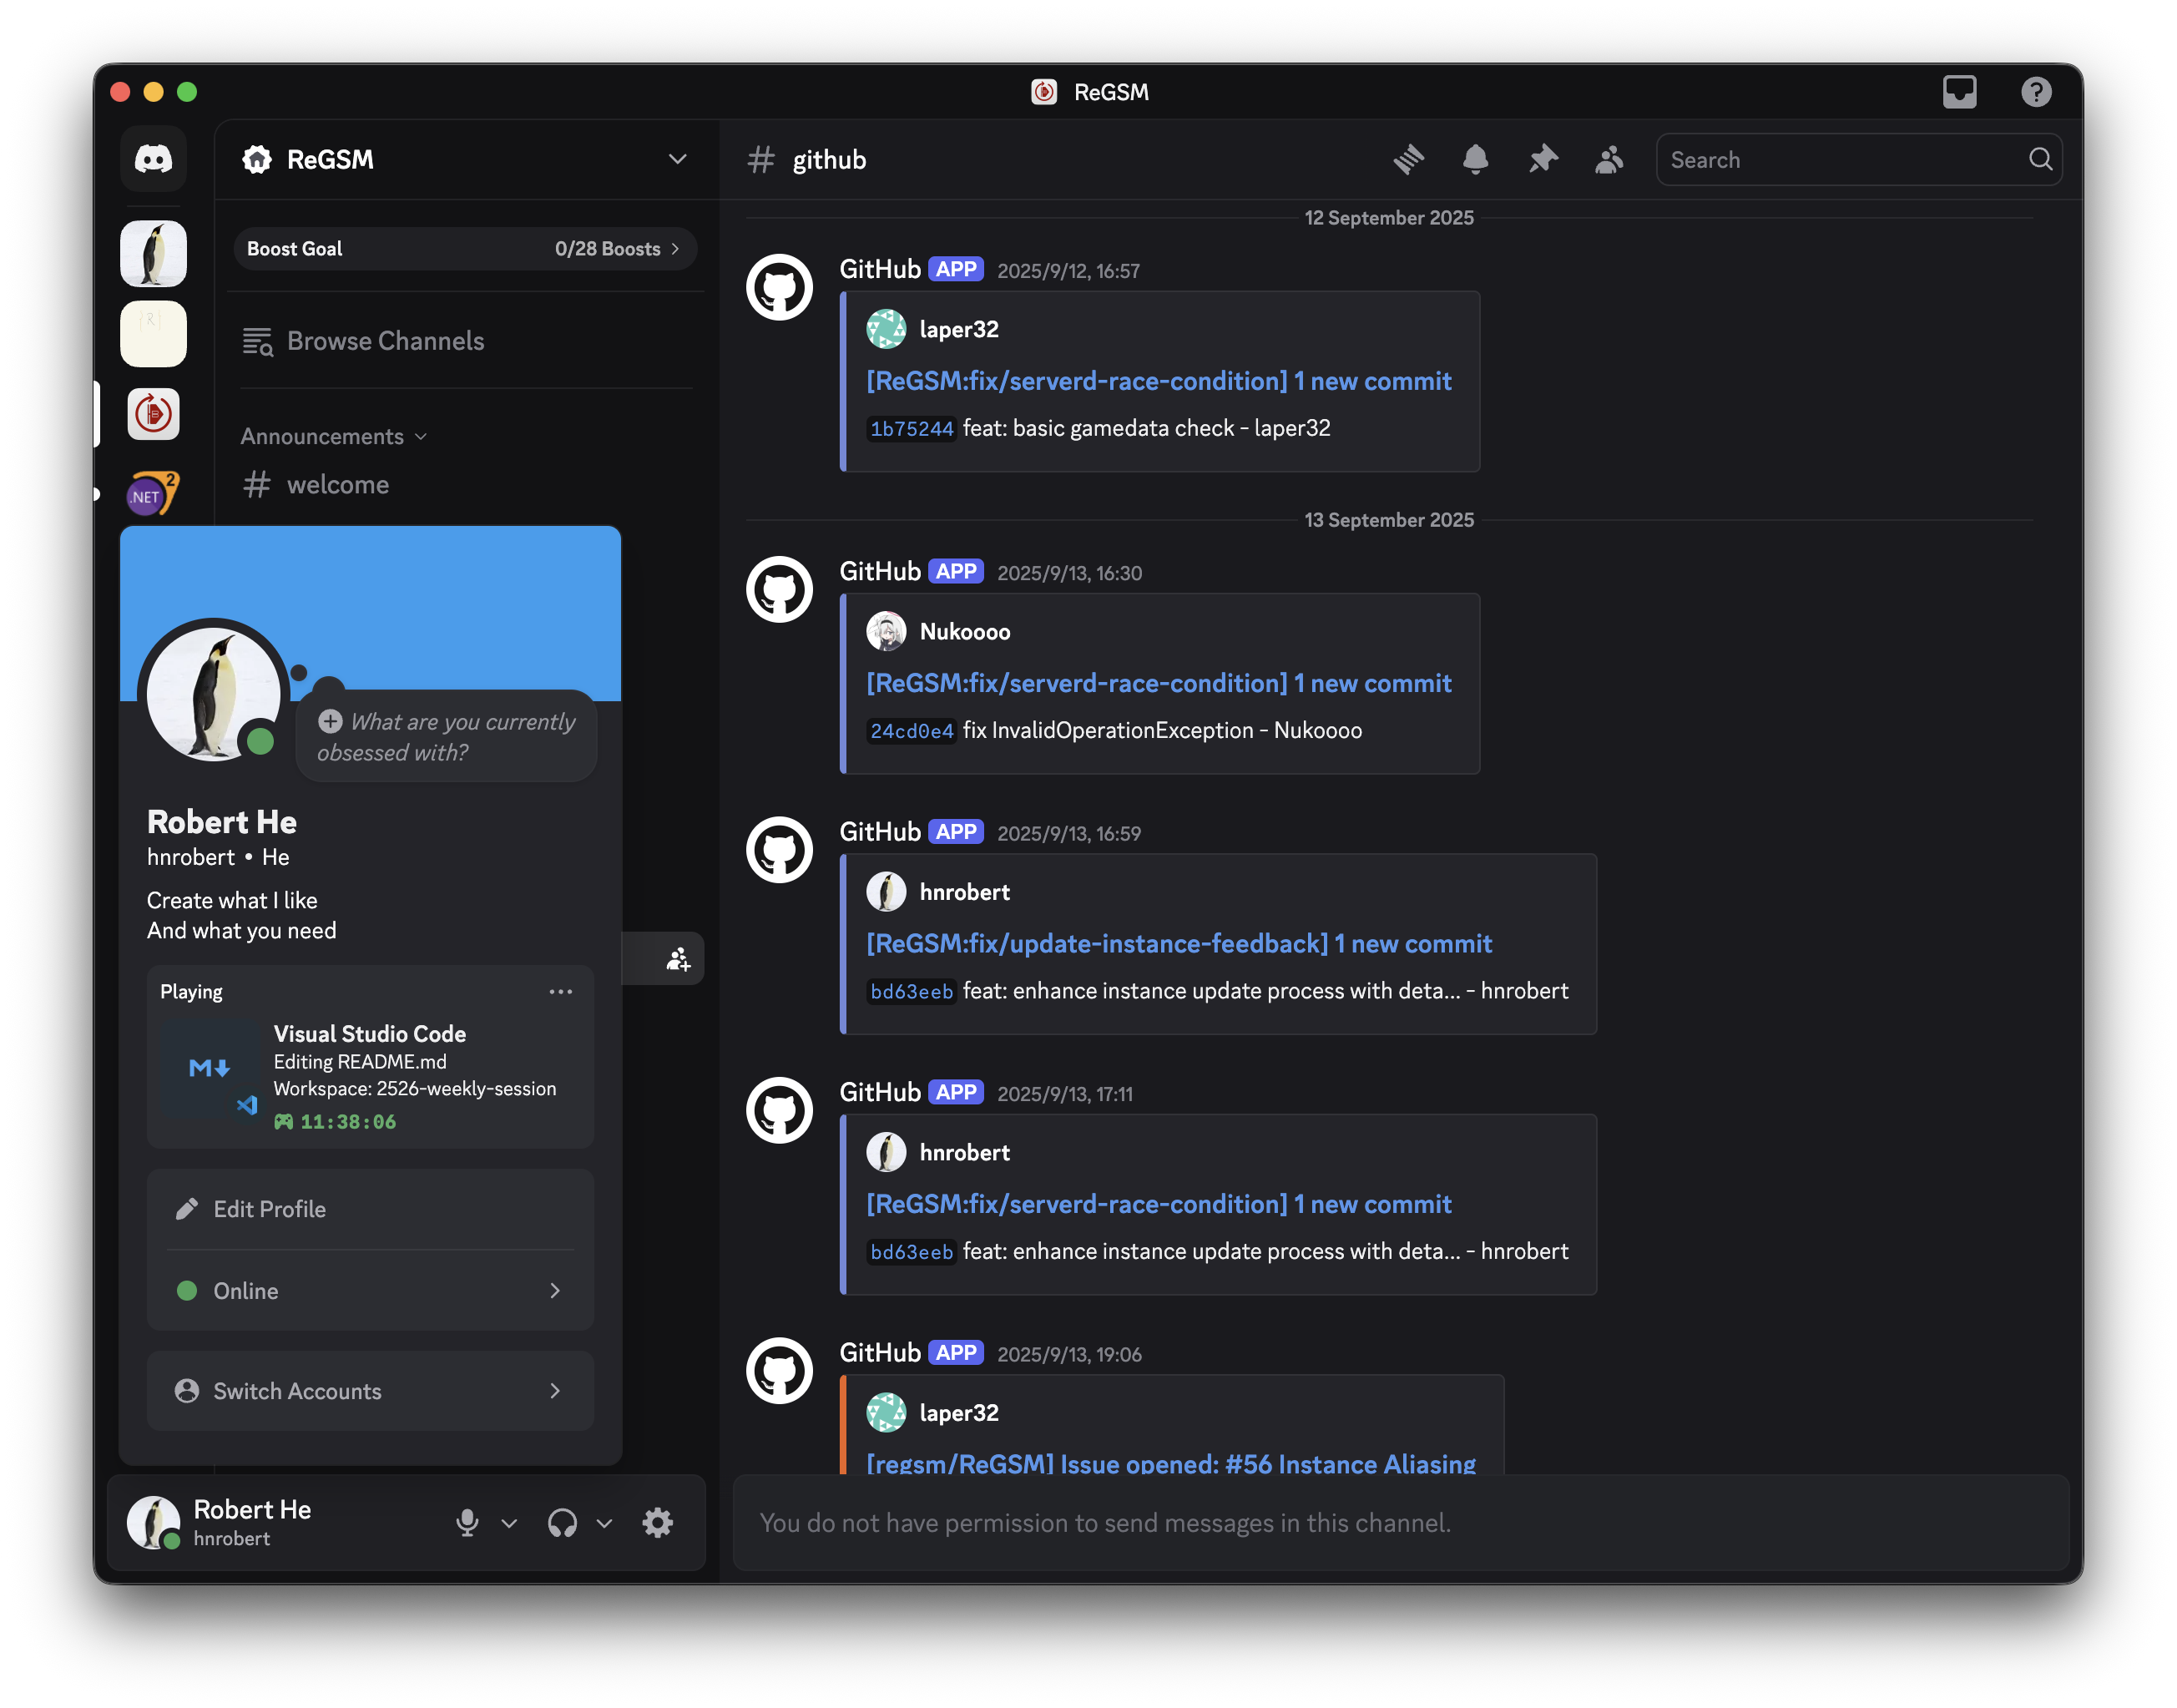 ReGSM
ReGSM
Boost Goal 0/28 Boosts
Browse Channels
Announcements
welcome
.NET 2
What are you currently
obsessed with?
Robert He
hnrobert • He
Create what I like
And what you need
Playing
Visual Studio Code
Editing README.md
Workspace: 2526-weekly-session
11:38:06
Edit Profile
Online
Switch Accounts
Robert He
hnrobert
# github
Search
12 September 2025
GitHub APP 2025/9/12, 16:57
laper32
[ReGSM:fix/serverd-race-condition] 1 new commit
1b75244 feat: basic gamedata check - laper32
13 September 2025
GitHub APP 2025/9/13, 16:30
Nukoooo
[ReGSM:fix/serverd-race-condition] 1 new commit
24cd0e4 fix InvalidOperationException - Nukoooo
GitHub APP 2025/9/13, 16:59
hnrobert
[ReGSM:fix/update-instance-feedback] 1 new commit
bd63eeb feat: enhance instance update process with deta... - hnrobert
GitHub APP 2025/9/13, 17:11
hnrobert
[ReGSM:fix/serverd-race-condition] 1 new commit
bd63eeb feat: enhance instance update process with deta... - hnrobert
GitHub APP 2025/9/13, 19:06
laper32
[regsm/ReGSM] Issue opened: #56 Instance Aliasing
You do not have permission to send messages in this channel.